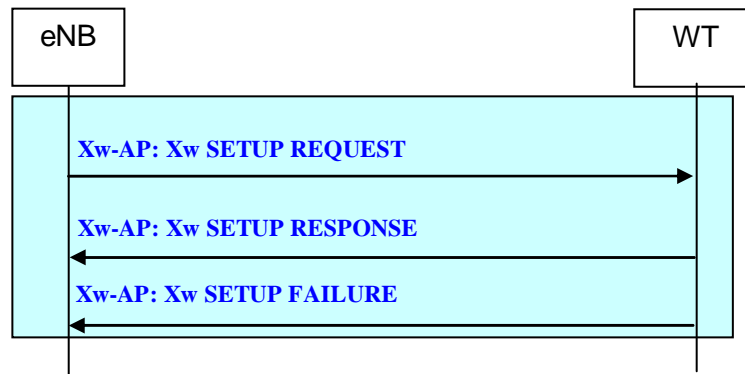 eNB
WT
Xw-AP: Xw SETUP REQUEST
Xw-AP: Xw SETUP RESPONSE
Xw-AP: Xw SETUP FAILURE